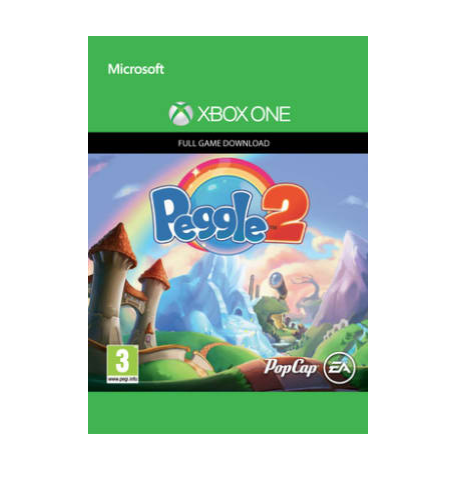 Microsoft
XBOX ONE
FULL GAME DOWNLOAD
Peggle 2
3
www.pegi.info
PopCap EA